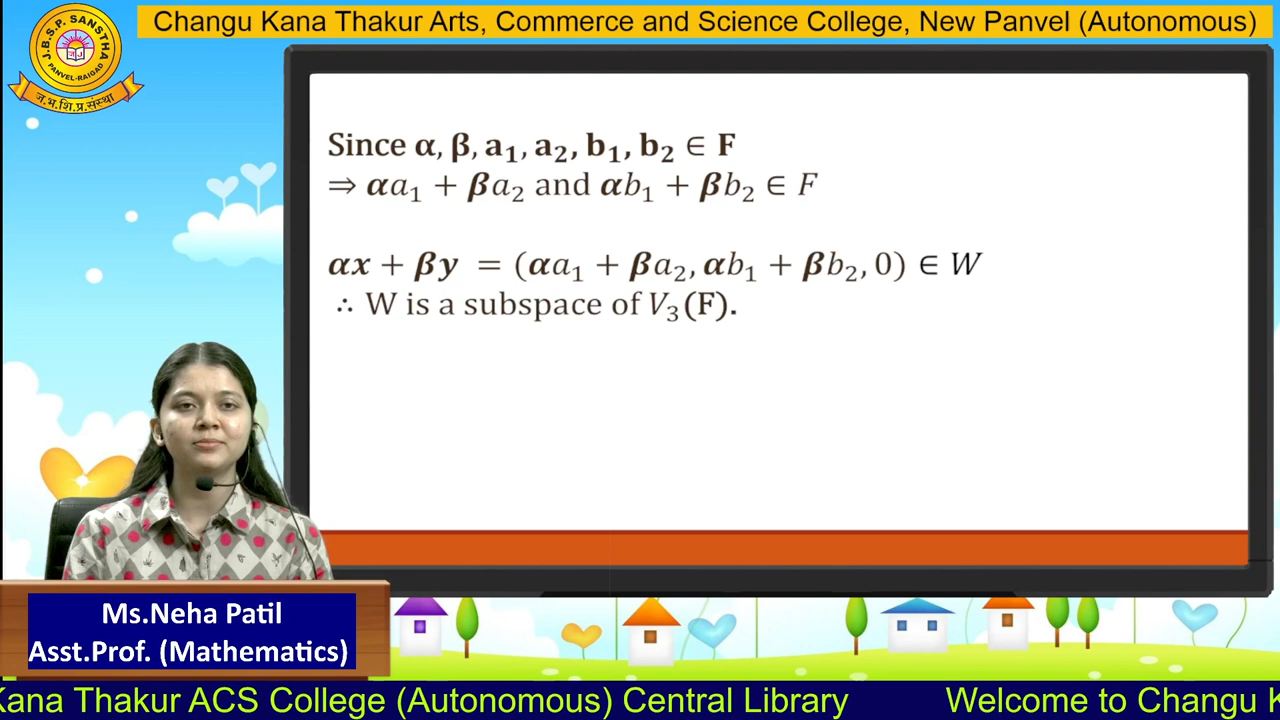 Changu Kana Thakur Arts, Commerce and Science College, New Panvel (Autonomous)
J.B.S.P. SANSTHA
PANVEL-RAIGAD
ज.भ.शि.प्र.संस्था
Since α, β, a₁, a₂, b₁, b₂ ∈ F
⇒ αa₁ + βa₂ and αb₁ + βb₂ ∈ F
αx + βy = (αa₁ + βa₂, αb₁ + βb₂, 0) ∈ W
∴ W is a subspace of V₃(F).
Ms.Neha Patil
Asst.Prof. (Mathematics)
Kana Thakur ACS College (Autonomous) Central Library Welcome to Changu K